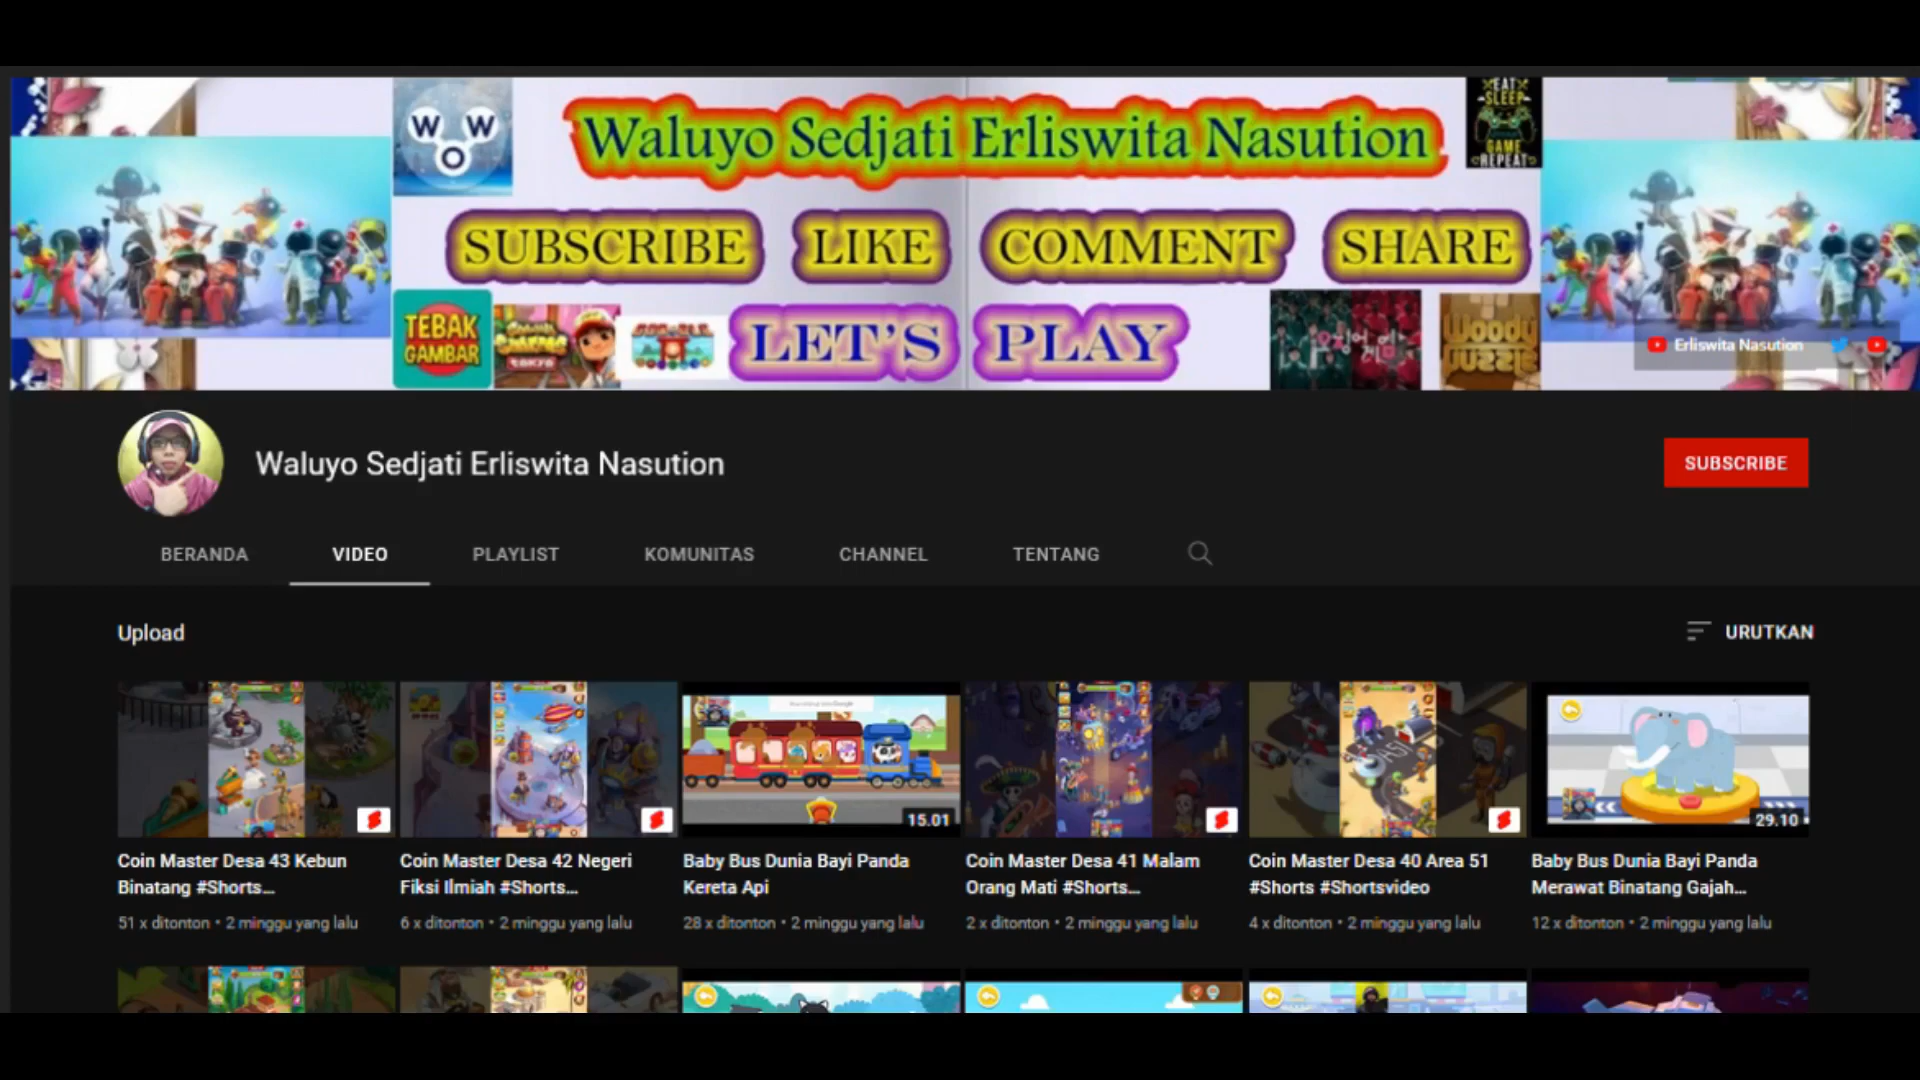 W W
O
Waluyo Sedjati Erliswita Nasution
EAT
SLEEP
GAME
REPEAT
SUBSCRIBE LIKE COMMENT SHARE
TEBAK
GAMBAR
TOKYO
LET'S PLAY
Woody
Erliswita Nasution
Waluyo Sedjati Erliswita Nasution
SUBSCRIBE
BERANDA VIDEO PLAYLIST KOMUNITAS CHANNEL TENTANG
Upload
URUTKAN
15.01
29.10
Coin Master Desa 43 Kebun
Binatang #Shorts...
51 x ditonton • 2 minggu yang lalu
Coin Master Desa 42 Negeri
Fiksi Ilmiah #Shorts...
6 x ditonton • 2 minggu yang lalu
Baby Bus Dunia Bayi Panda
Kereta Api
28 x ditonton • 2 minggu yang lalu
Coin Master Desa 41 Malam
Orang Mati #Shorts...
2 x ditonton • 2 minggu yang lalu
Coin Master Desa 40 Area 51
#Shorts #Shortsvideo
4 x ditonton • 2 minggu yang lalu
Baby Bus Dunia Bayi Panda
Merawat Binatang Gajah...
12 x ditonton • 2 minggu yang lalu